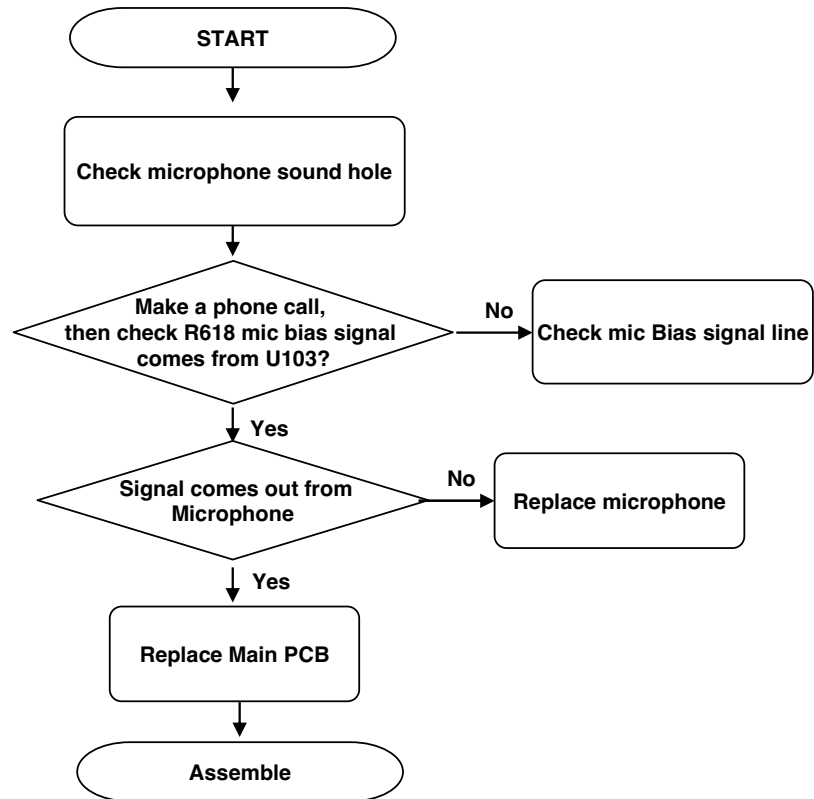 START
Check microphone sound hole
Make a phone call,
then check R618 mic bias signal
comes from U103?
No
Check mic Bias signal line
Yes
Signal comes out from
Microphone
No
Replace microphone
Yes
Replace Main PCB
Assemble